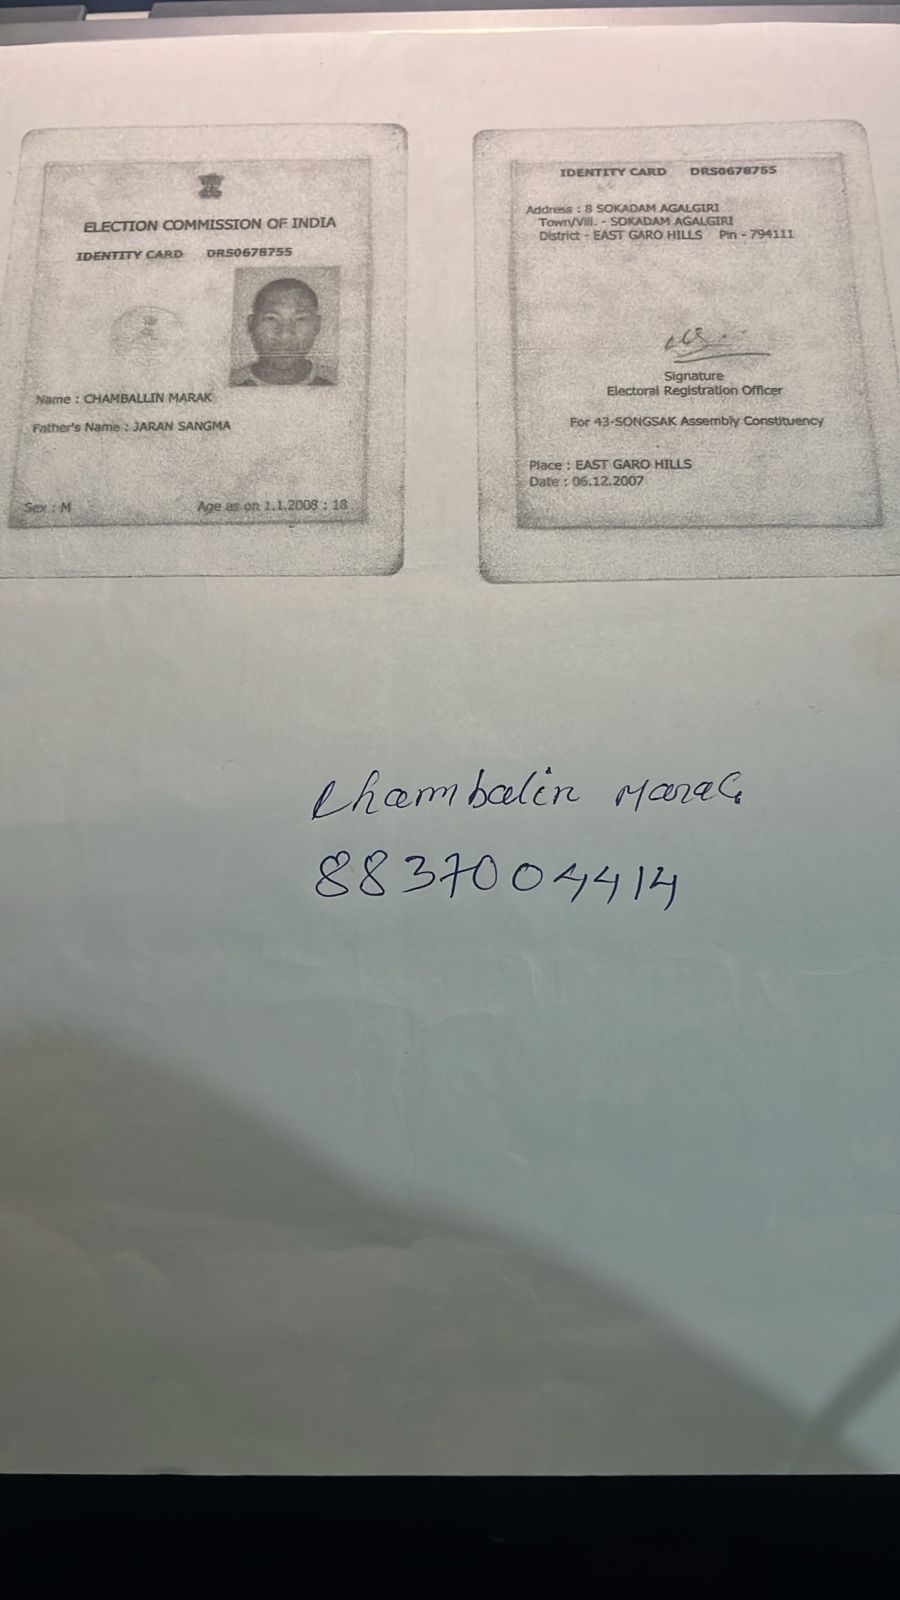 ELECTION COMMISSION OF INDIA
IDENTITY CARD DRS0678755
Name : CHAMBALLIN MARAK
Father's Name : JARAN SANGMA
Sex : M Age as on 1.1.2008 : 18
IDENTITY CARD DRS0678755
Address : 8 SOKADAM AGALGIRI
Town/Vill. - SOKADAM AGALGIRI
District - EAST GARO HILLS Pin - 794111
Signature
Electoral Registration Officer
For 43-SONGSAK Assembly Constituency
Place : EAST GARO HILLS
Date : 06.12.2007
Chambalin Marak
8837004414